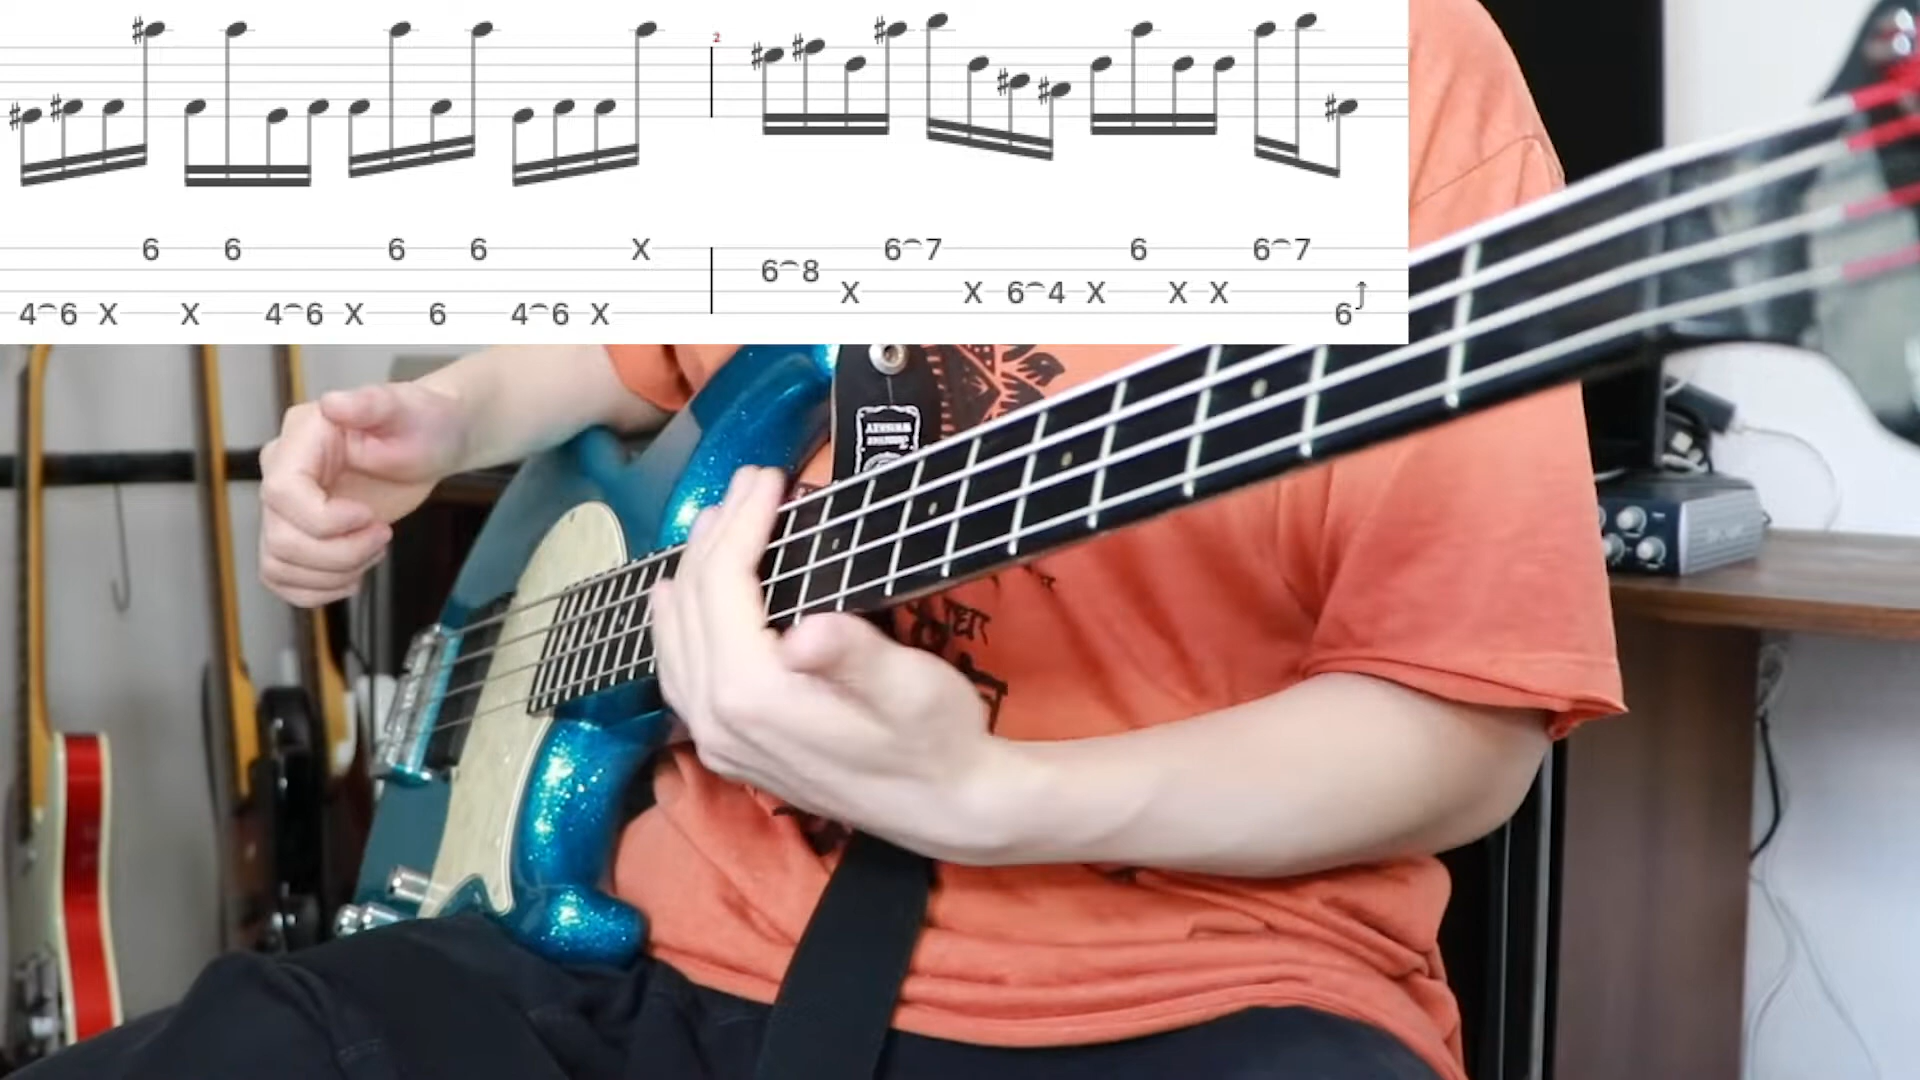 2
6 6 6 6 X 6⌒7 6 6⌒7
6⌒8
X X 6⌒4 X X X
4⌒6 X X 4⌒6 X 6 4⌒6 X 6